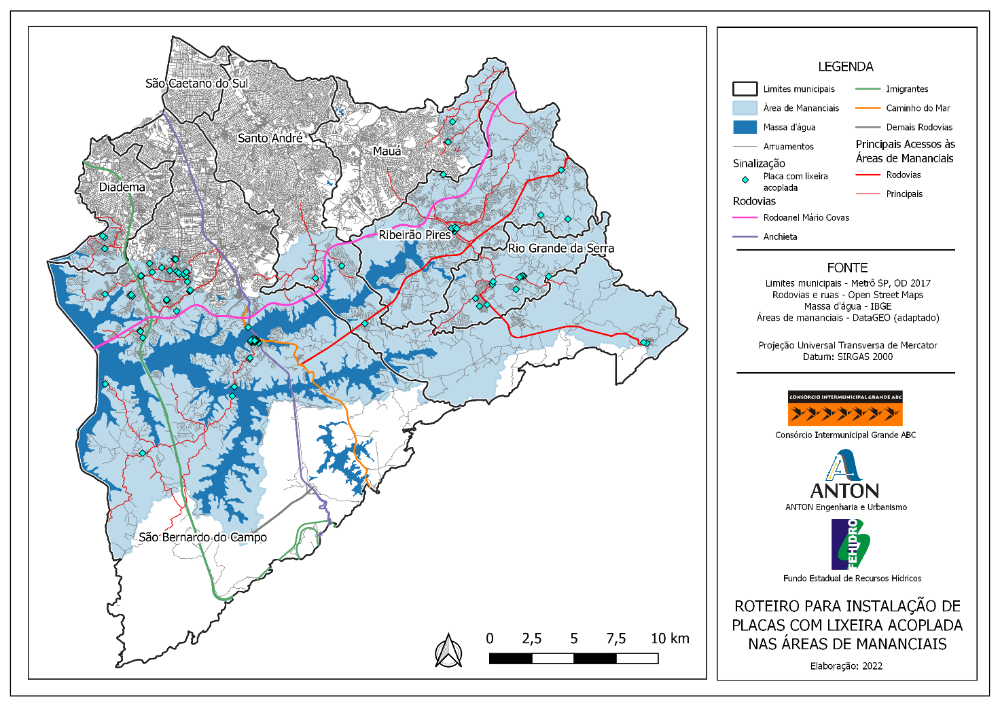 São Caetano do Sul
Santo André
Mauá
Diadema
Ribeirão Pires
Rio Grande da Serra
São Bernardo do Campo
0 2,5 5 7,5 10 km
LEGENDA
Limites municipais
Área de Mananciais
Massa d'água
Arruamentos
Sinalização
Placa com lixeira
acoplada
Rodovias
Rodoanel Mário Covas
Anchieta
Imigrantes
Caminho do Mar
Demais Rodovias
Principais Acessos às
Áreas de Mananciais
Rodovias
Principais
FONTE
Limites municipais - Metrô SP, OD 2017
Rodovias e ruas - Open Street Maps
Massa d'água - IBGE
Áreas de mananciais - DataGEO (adaptado)
Projeção Universal Transversa de Mercator
Datum: SIRGAS 2000
CONSÓRCIO INTERMUNICIPAL GRANDE ABC
Consórcio Intermunicipal Grande ABC
ANTON
ANTON Engenharia e Urbanismo
FEHIDRO
Fundo Estadual de Recursos Hídricos
ROTEIRO PARA INSTALAÇÃO DE
PLACAS COM LIXEIRA ACOPLADA
NAS ÁREAS DE MANANCIAIS
Elaboração: 2022